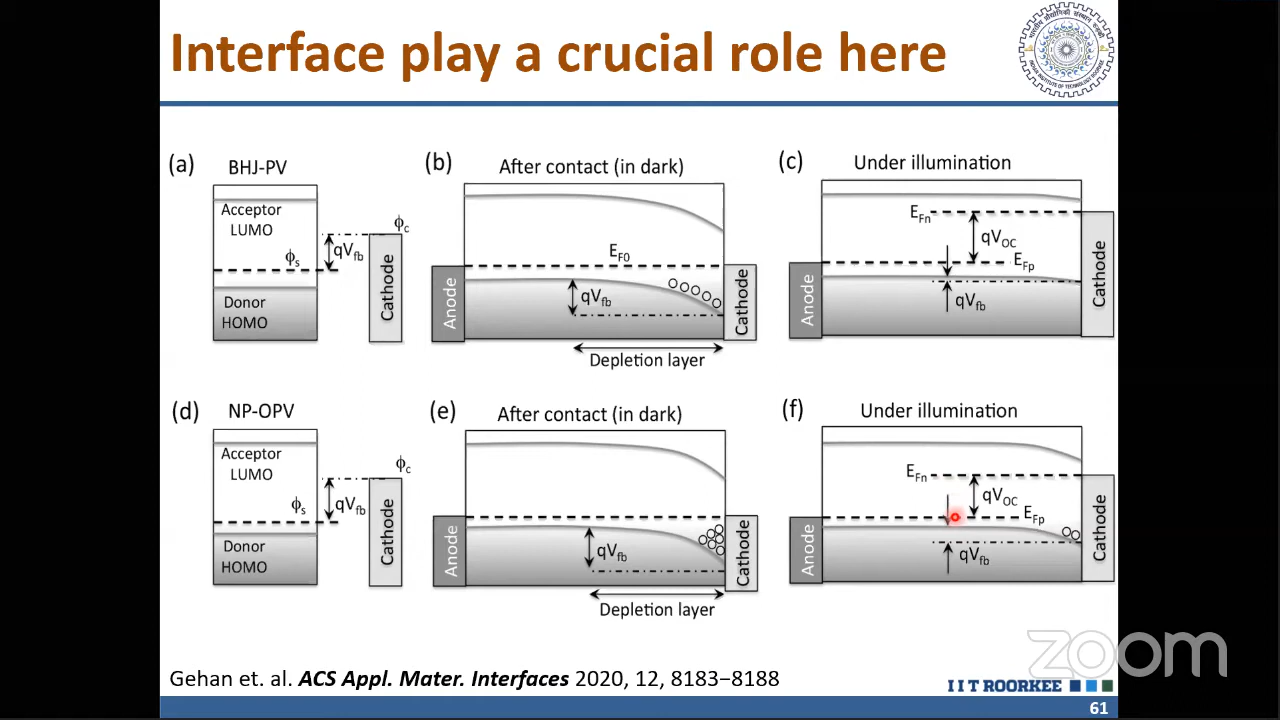 Interface play a crucial role here
(a)
BHJ-PV
Acceptor
LUMO
ϕs
Donor
HOMO
qVfb
ϕc
Cathode
(b)
After contact (in dark)
EF0
qVfb
Anode
Cathode
Depletion layer
(c)
Under illumination
EFn
qVOC
EFp
qVfb
Anode
Cathode
(d)
NP-OPV
Acceptor
LUMO
ϕs
Donor
HOMO
qVfb
ϕc
Cathode
(e)
After contact (in dark)
qVfb
Anode
Cathode
Depletion layer
(f)
Under illumination
EFn
qVOC
EFp
qVfb
Anode
Cathode
zoom
Gehan et. al. ACS Appl. Mater. Interfaces 2020, 12, 8183−8188
I I T ROORKEE
61